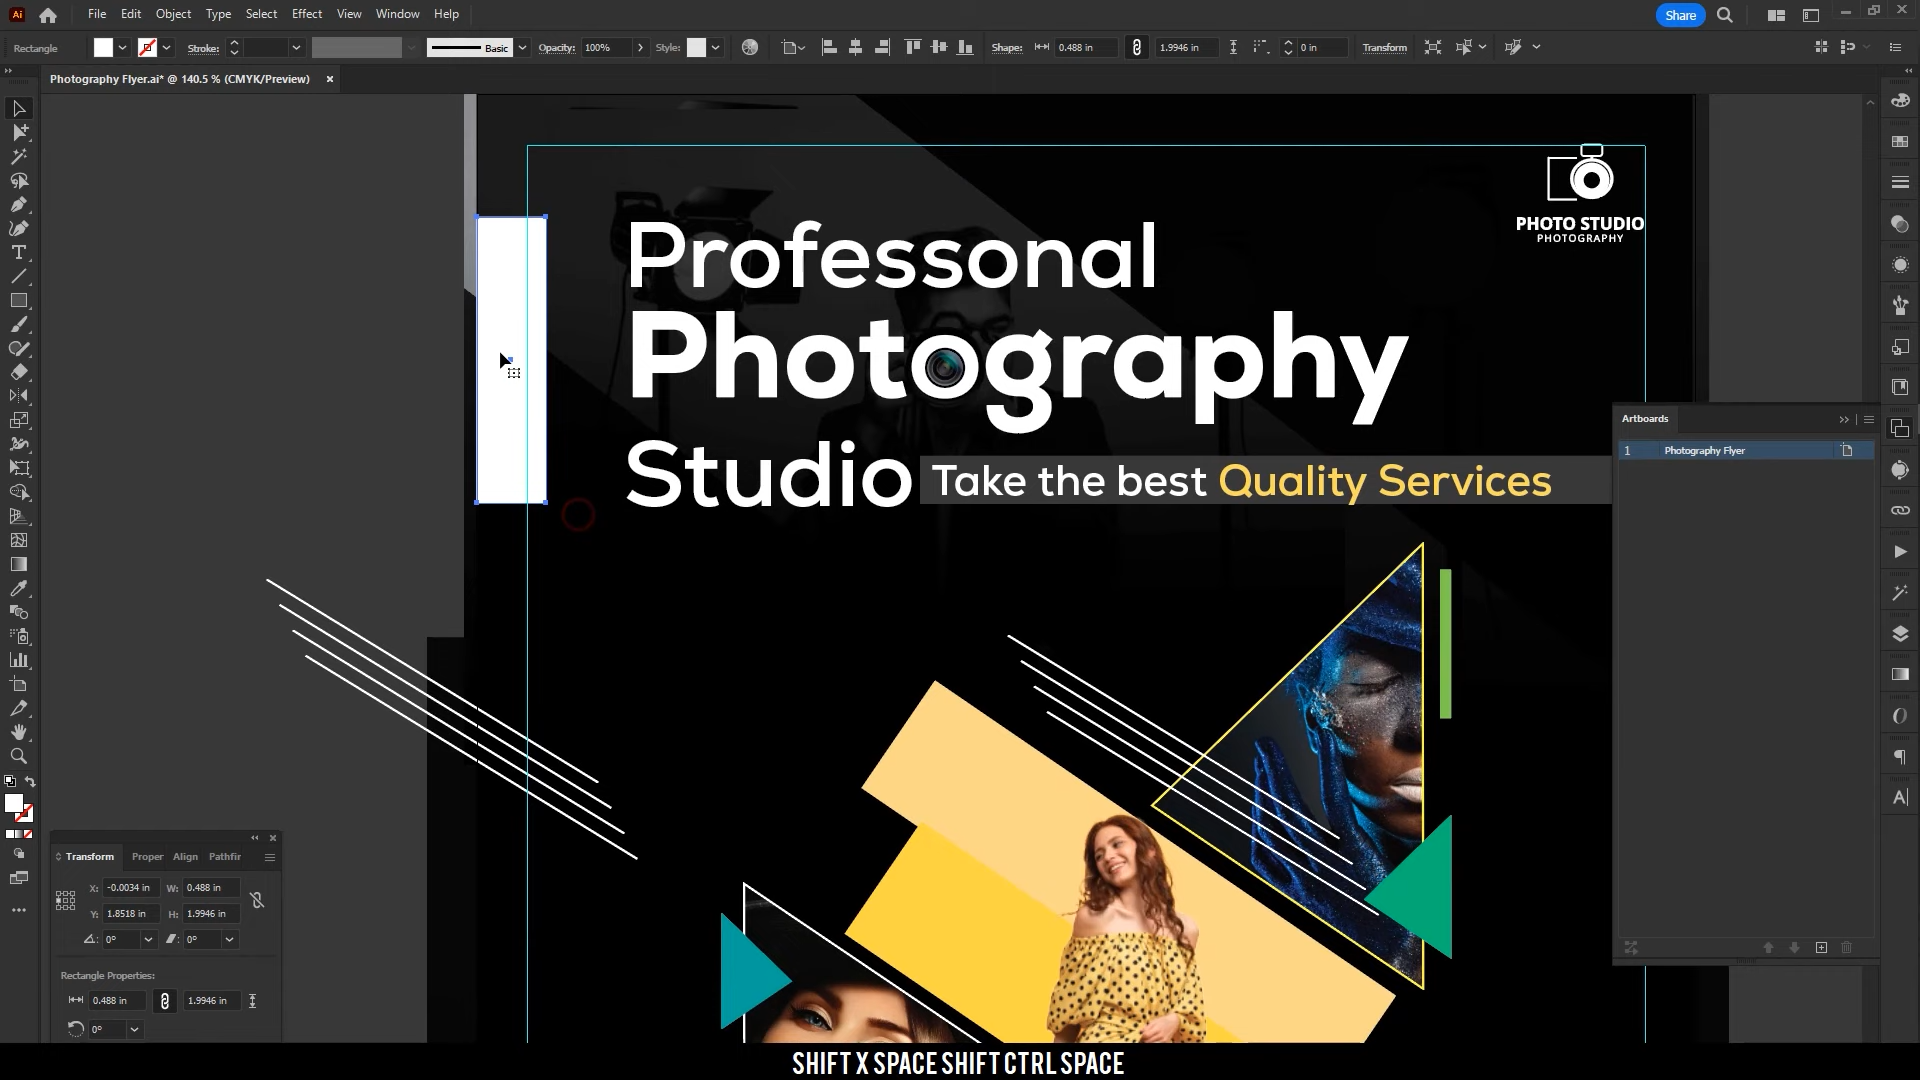 Ai File Edit Object Type Select Effect View Window Help Share
Rectangle Stroke: Basic Opacity: 100% Style: Shape: 0.488 in 1.9946 in 0 in Transform
Photography Flyer.ai* @ 140.5 % (CMYK/Preview) ×
PHOTO STUDIO
PHOTOGRAPHY
Professonal
Photography
Studio
Take the best Quality Services
Artboards
1 Photography Flyer
Transform Proper Align Pathfir
X: -0.0034 in W: 0.488 in
Y: 1.8518 in H: 1.9946 in
0° 0°
Rectangle Properties:
0.488 in 1.9946 in
0°
SHIFT X SPACE SHIFT CTRL SPACE